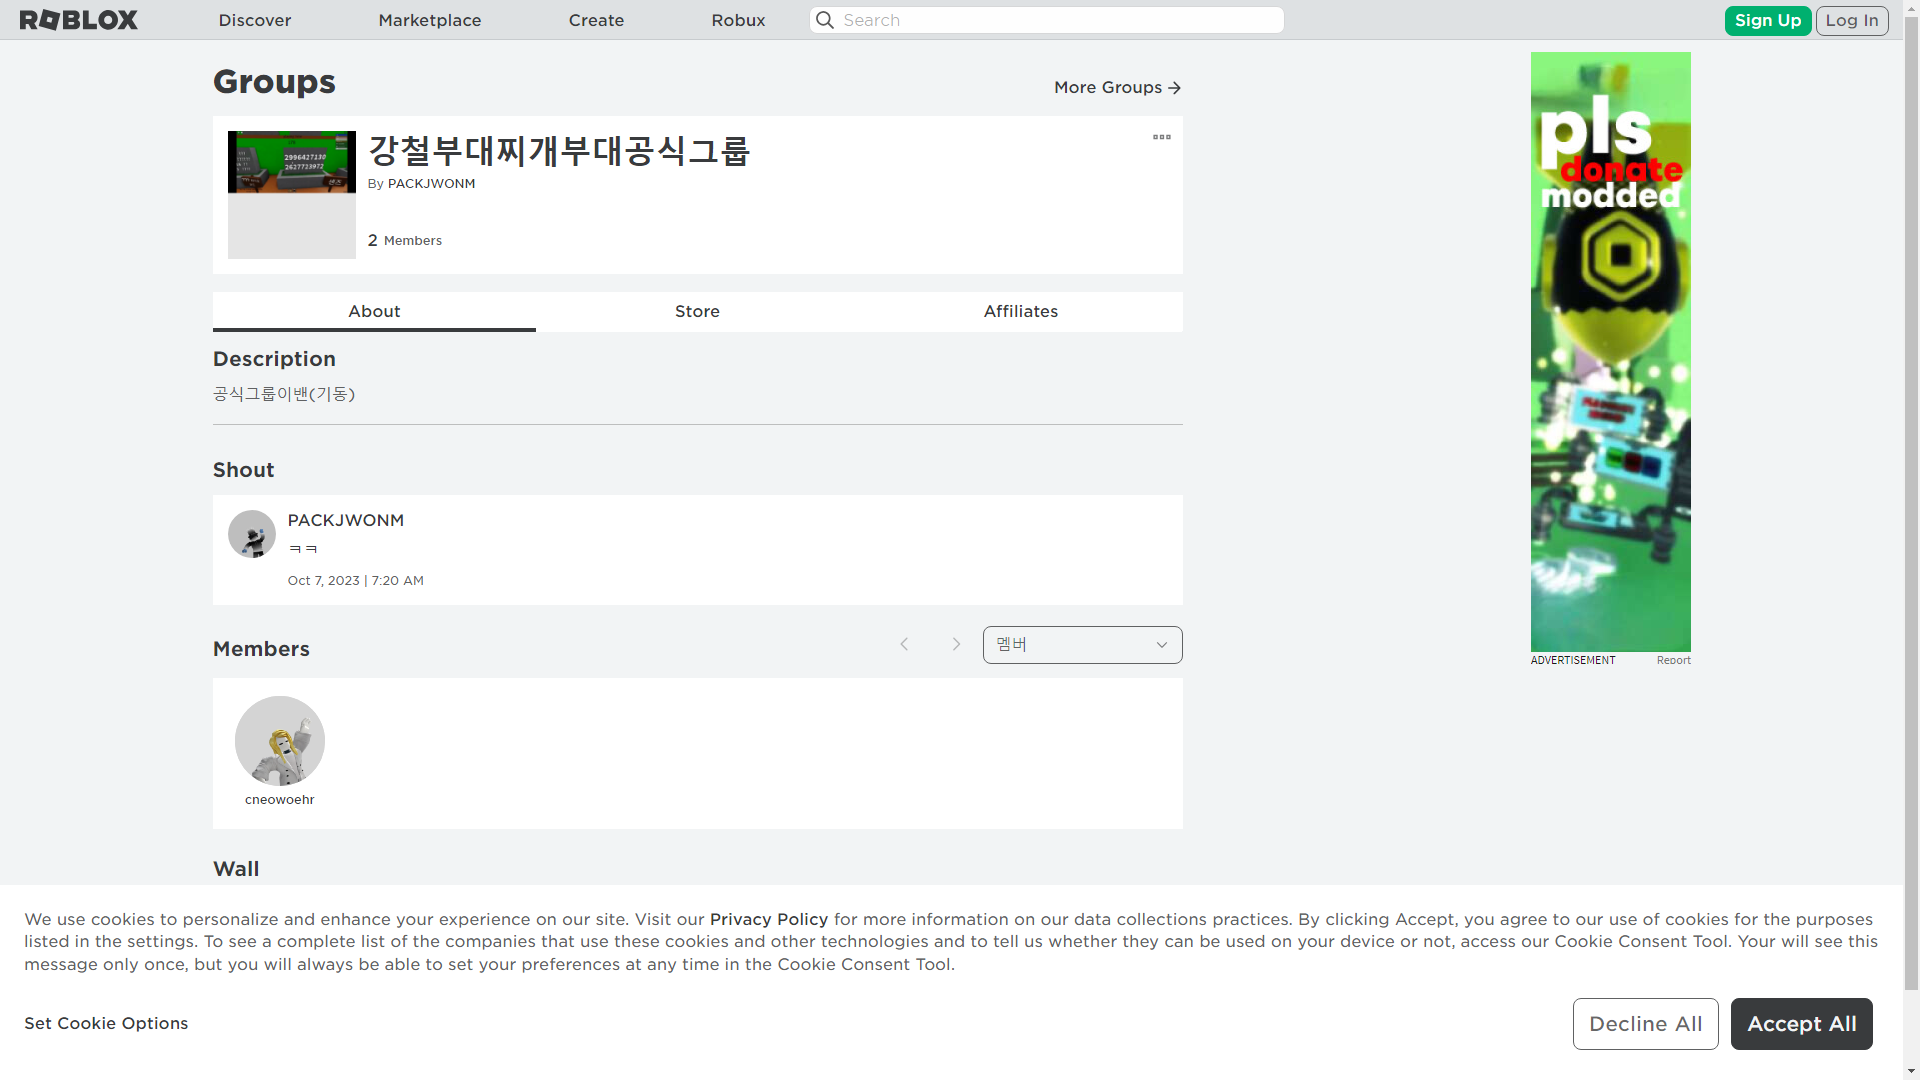 ROBLOX
Discover
Marketplace
Create
Robux
Search
Sign Up
Log In
Groups
More Groups
2996427130
2627723972
강철부대찌개부대공식그룹
By PACKJWONM
2 Members
About
Store
Affiliates
Description
공식그룹이밴(기동)
Shout
PACKJWONM
ㅋㅋ
Oct 7, 2023 | 7:20 AM
Members
멤버
cneowoehr
Wall
pls
donate
modded
ADVERTISEMENT
Report
We use cookies to personalize and enhance your experience on our site. Visit our Privacy Policy for more information on our data collections practices. By clicking Accept, you agree to our use of cookies for the purposes
listed in the settings. To see a complete list of the companies that use these cookies and other technologies and to tell us whether they can be used on your device or not, access our Cookie Consent Tool. Your will see this
message only once, but you will always be able to set your preferences at any time in the Cookie Consent Tool.
Set Cookie Options
Decline All
Accept All